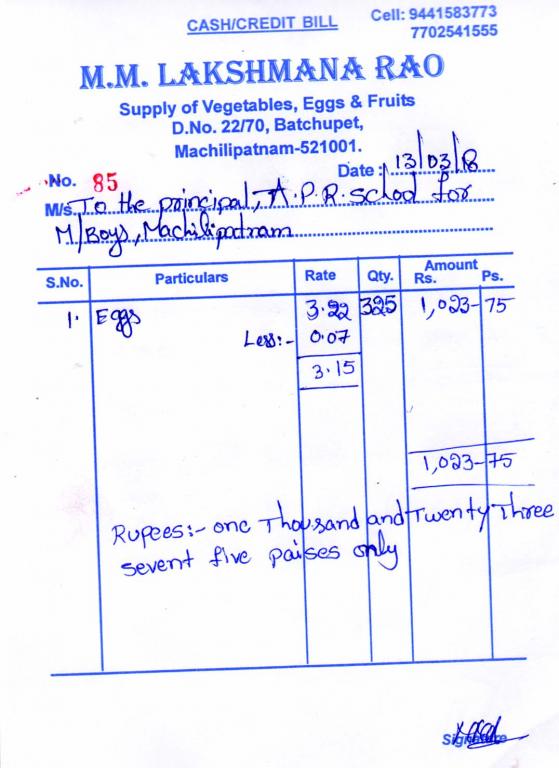 CASH/CREDIT BILL
Cell: 9441583773
7702541555
M.M. LAKSHMANA RAO
Supply of Vegetables, Eggs & Fruits
D.No. 22/70, Batchupet,
Machilipatnam-521001.
No. 85 Date : 13/03/18
M/s To the principal, A.P.R. school for
M/Boys, Machilipatnam
S.No. Particulars Rate Qty. Amount
Rs. Ps.
1. Eggs 3.22 325 1,023-75
Less:- 0.07
3.15
1,023-75
Rupees:- one Thousand and Twenty Three
sevent five paises only
Signature